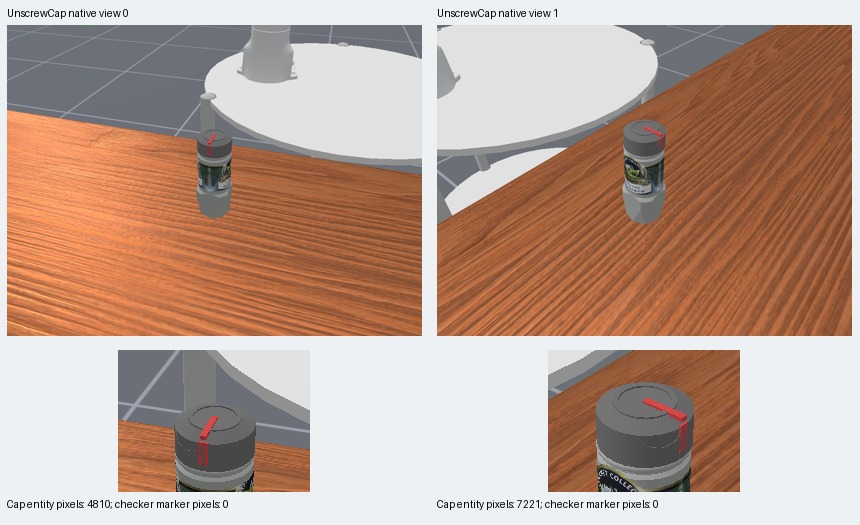 UnscrewCap native view 0
UnscrewCap native view 1
Cap entity pixels: 4810; checker marker pixels: 0
Cap entity pixels: 7221; checker marker pixels: 0